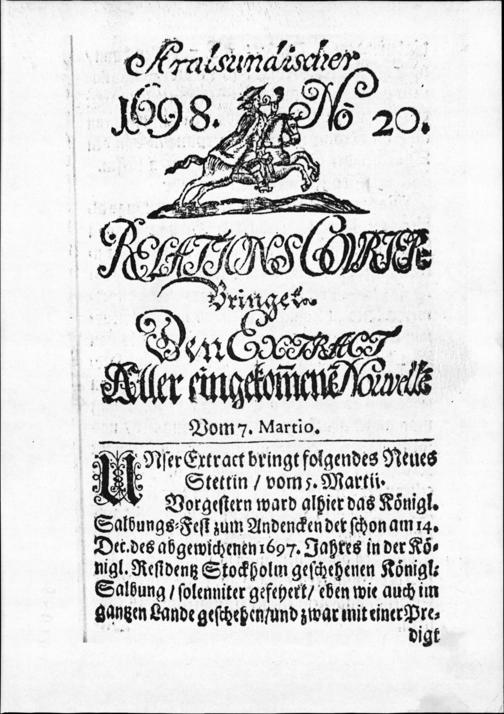 Stralsundischer
1698. No 20.
RELATIONS COURIER
Bringet
Den EXTRACT
Aller eingekom̃enē Nouvelle
Vom 7. Martio.
UNser Extract bringt folgendes Neues
Stettin / vom 5. Martii.
Vorgestern ward alhier das Königl.
Salbungs-Fest zum Andencken der schon am 14.
Dec. des abgewichenen 1697. Jahres in der Kö-
nigl. Residentz Stockholm geschehenen Königl.
Salbung / solenniter gefeyert / eben wie auch im
gantzen Lande geschehen / und zwar mit einer Pre-
digt